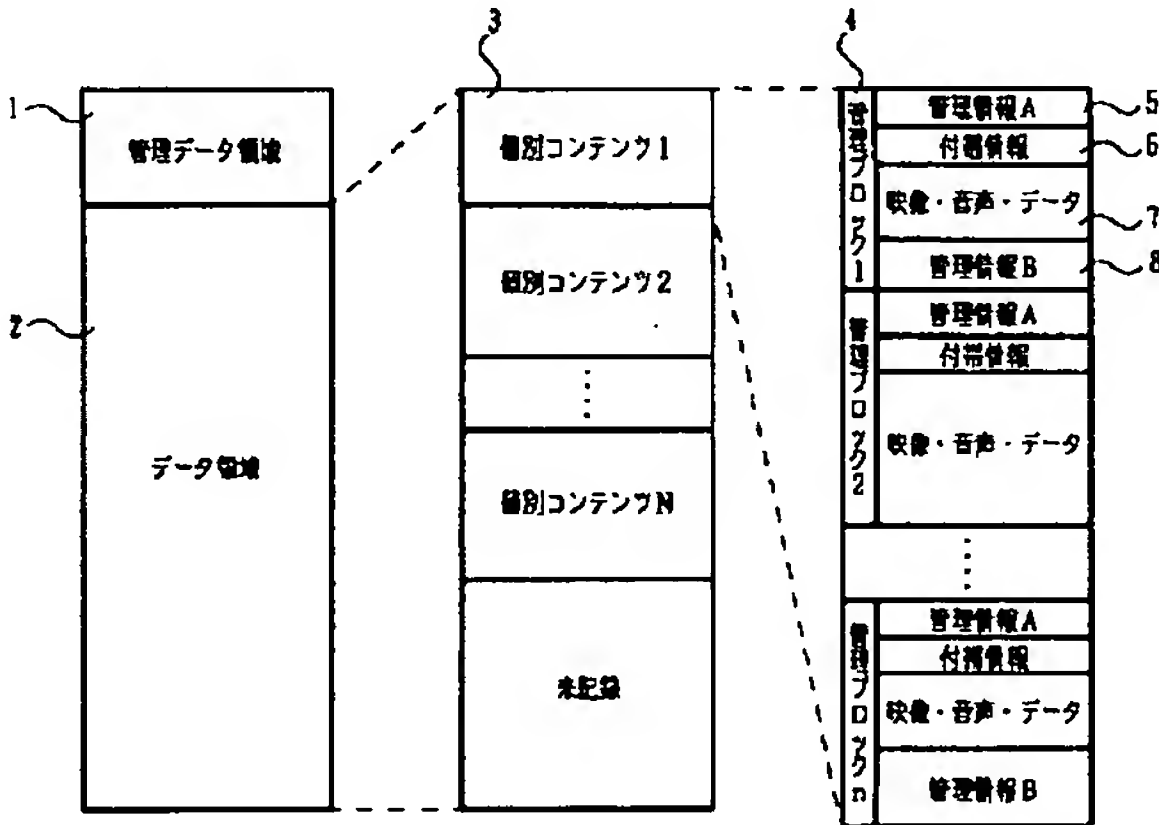 1
管理データ領域
2
データ領域
3
個別コンテンツ1
個別コンテンツ2
個別コンテンツN
未記録
4
管理ブロック1
管理情報A
5
付帯情報
6
映像・音声・データ
7
管理情報B
8
管理ブロック2
管理情報A
付帯情報
映像・音声・データ
管理ブロックn
管理情報A
付帯情報
映像・音声・データ
管理情報B